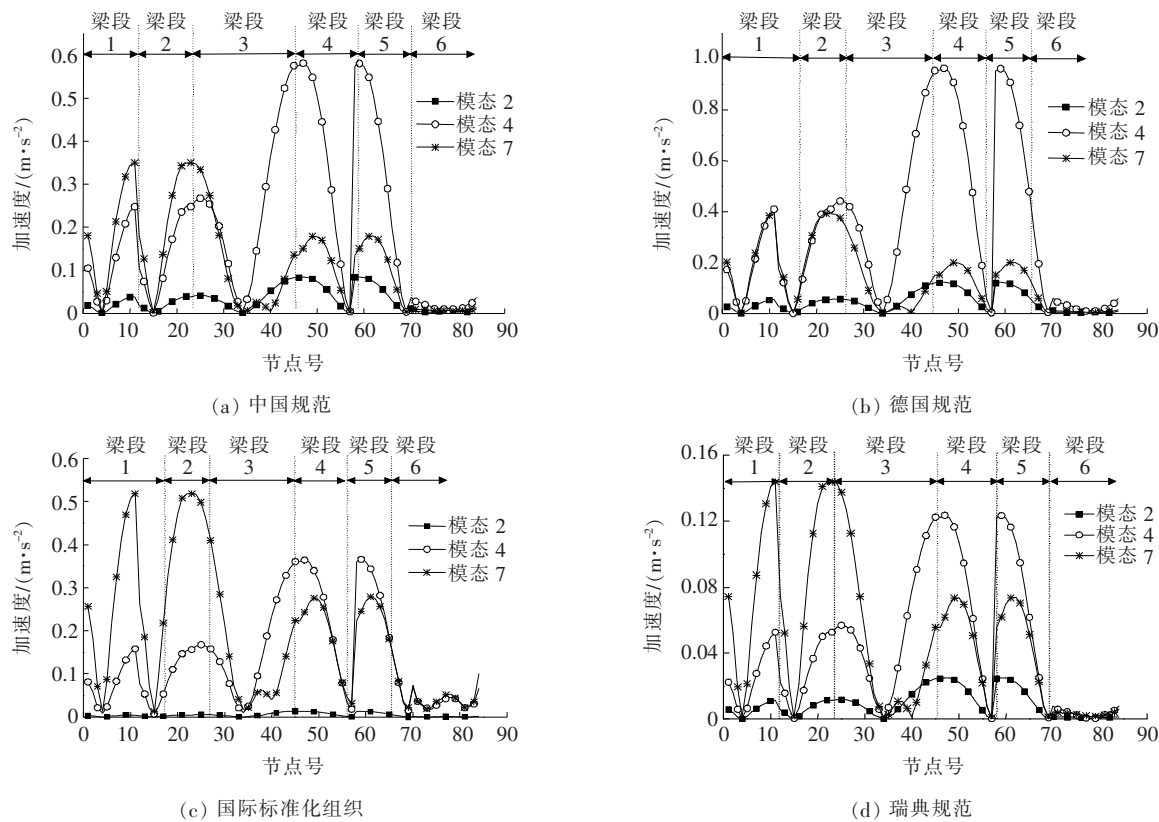 梁段 梁段 梁段 梁段 梁段 梁段
1 2 3 4 5 6
0.6
0.5
0.4
0.3
0.2
0.1
0
加速度/(m·s⁻²)
模态 2
模态 4
模态 7
0 10 20 30 40 50 60 70 80 90
节点号
(a) 中国规范
梁段 梁段 梁段 梁段 梁段 梁段
1 2 3 4 5 6
1.0
0.8
0.6
0.4
0.2
0
加速度/(m·s⁻²)
模态 2
模态 4
模态 7
0 10 20 30 40 50 60 70 80 90
节点号
(b) 德国规范
梁段 梁段 梁段 梁段 梁段 梁段
1 2 3 4 5 6
0.6
0.5
0.4
0.3
0.2
0.1
0
加速度/(m·s⁻²)
模态 2
模态 4
模态 7
0 10 20 30 40 50 60 70 80 90
节点号
(c) 国际标准化组织
梁段 梁段 梁段 梁段 梁段 梁段
1 2 3 4 5 6
0.16
0.12
0.08
0.04
0
加速度/(m·s⁻²)
模态 2
模态 4
模态 7
0 10 20 30 40 50 60 70 80 90
节点号
(d) 瑞典规范